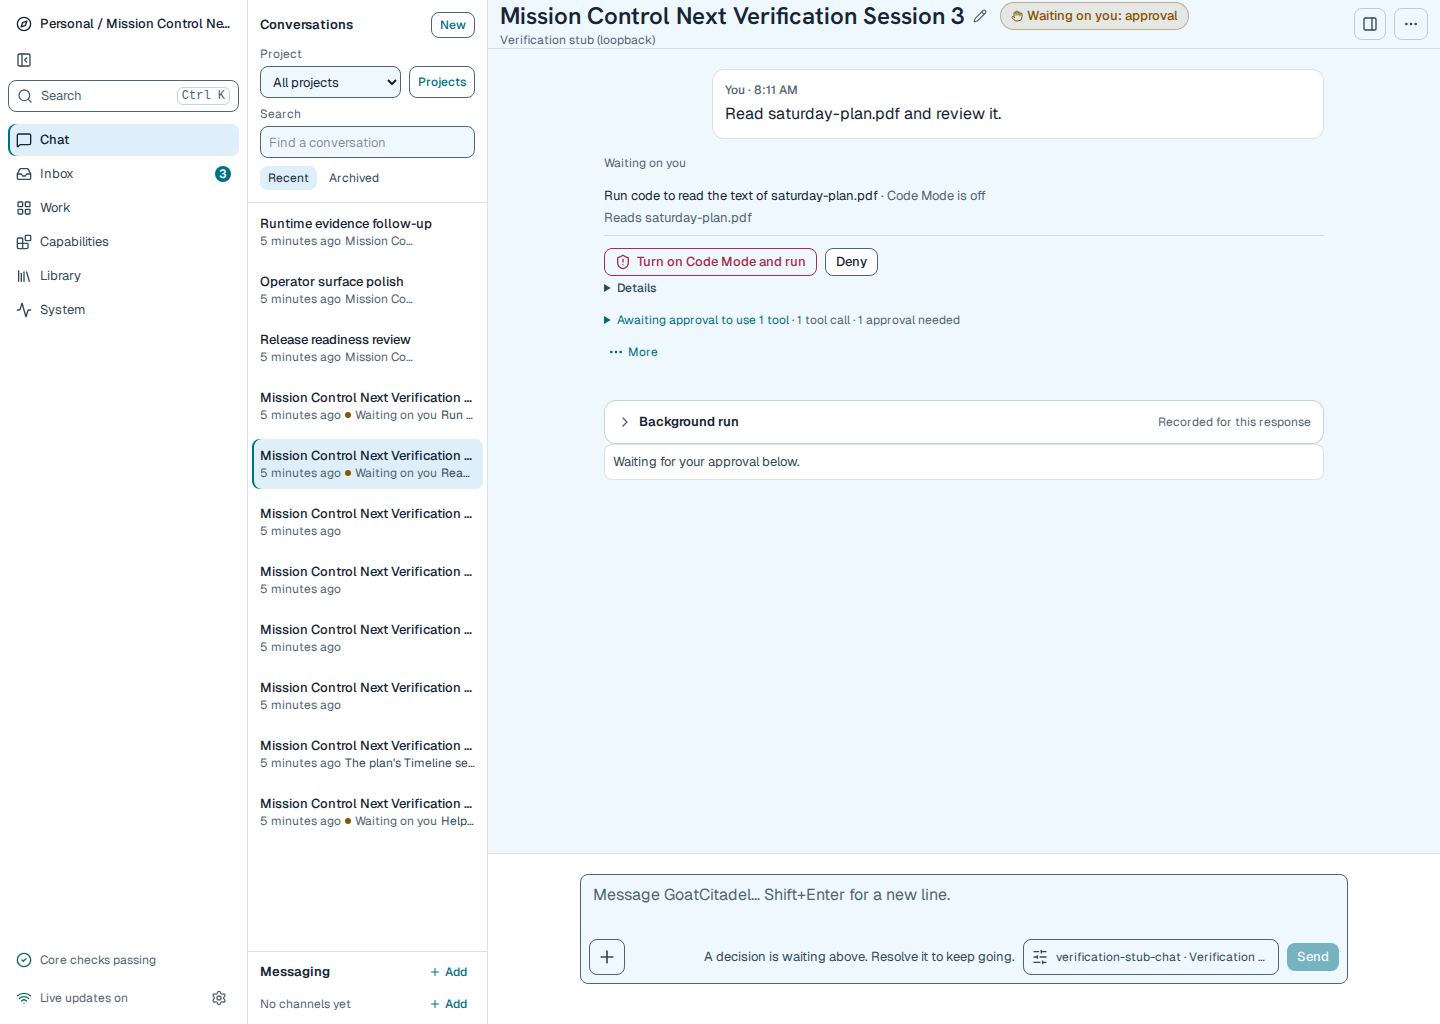 Personal / Mission Control Ne...
Search Ctrl K
Chat
Inbox 3
Work
Capabilities
Library
System
Core checks passing
Live updates on
Conversations New
Project
All projects Projects
Search
Find a conversation
Recent Archived
Runtime evidence follow-up
5 minutes ago Mission Co...
Operator surface polish
5 minutes ago Mission Co...
Release readiness review
5 minutes ago Mission Co...
Mission Control Next Verification ...
5 minutes ago Waiting on you Run ...
Mission Control Next Verification ...
5 minutes ago Waiting on you Rea...
Mission Control Next Verification ...
5 minutes ago
Mission Control Next Verification ...
5 minutes ago
Mission Control Next Verification ...
5 minutes ago
Mission Control Next Verification ...
5 minutes ago
Mission Control Next Verification ...
5 minutes ago The plan's Timeline se...
Mission Control Next Verification ...
5 minutes ago Waiting on you Help...
Messaging + Add
No channels yet + Add
Mission Control Next Verification Session 3 Waiting on you: approval
Verification stub (loopback)
You · 8:11 AM
Read saturday-plan.pdf and review it.
Waiting on you
Run code to read the text of saturday-plan.pdf · Code Mode is off
Reads saturday-plan.pdf
Turn on Code Mode and run Deny
Details
Awaiting approval to use 1 tool · 1 tool call · 1 approval needed
··· More
Background run Recorded for this response
Waiting for your approval below.
Message GoatCitadel... Shift+Enter for a new line.
A decision is waiting above. Resolve it to keep going. verification-stub-chat · Verification ... Send